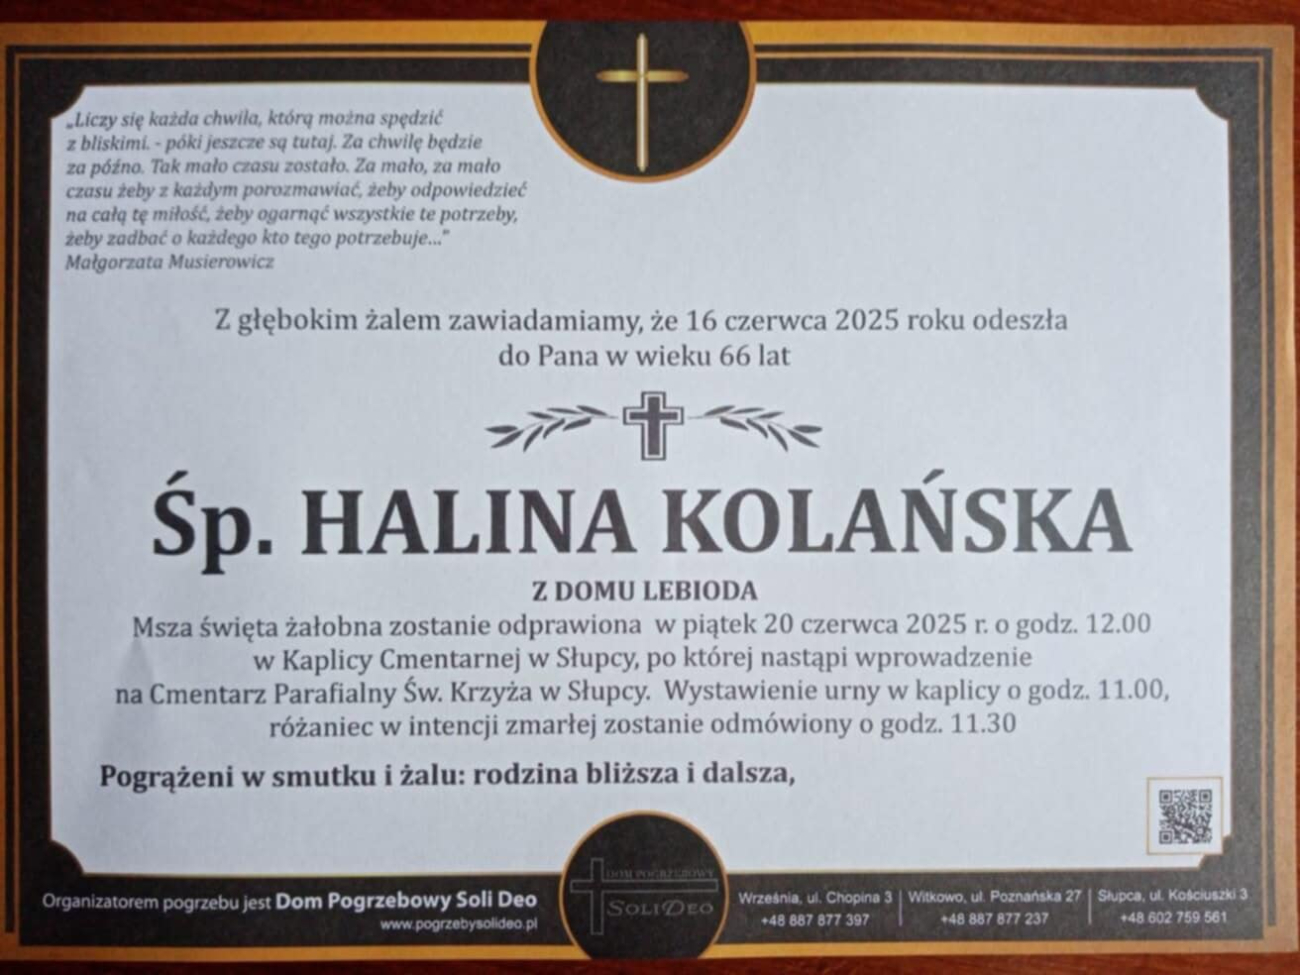 „Liczy się każda chwila, którą można spędzić
z bliskimi. - póki jeszcze są tutaj. Za chwilę będzie
za późno. Tak mało czasu zostało. Za mało, za mało
czasu żeby z każdym porozmawiać, żeby odpowiedzieć
na całą tę miłość, żeby ogarnąć wszystkie te potrzeby,
żeby zadbać o każdego kto tego potrzebuje..."
Małgorzata Musierowicz
Z głębokim żalem zawiadamiamy, że 16 czerwca 2025 roku odeszła
do Pana w wieku 66 lat
Śp. HALINA KOLAŃSKA
Z DOMU LEBIODA
Msza święta żałobna zostanie odprawiona w piątek 20 czerwca 2025 r. o godz. 12.00
w Kaplicy Cmentarnej w Słupcy, po której nastąpi wprowadzenie
na Cmentarz Parafialny Św. Krzyża w Słupcy. Wystawienie urny w kaplicy o godz. 11.00,
różaniec w intencji zmarłej zostanie odmówiony o godz. 11.30
Pogrążeni w smutku i żalu: rodzina bliższa i dalsza,
Organizatorem pogrzebu jest Dom Pogrzebowy Soli Deo
www.pogrzebysolideo.pl
DOM POGRZEBOWY
SOLI DEO
Września, ul. Chopina 3
+48 887 877 397
Witkowo, ul. Poznańska 27
+48 887 877 237
Słupca, ul. Kościuszki 3
+48 602 759 561